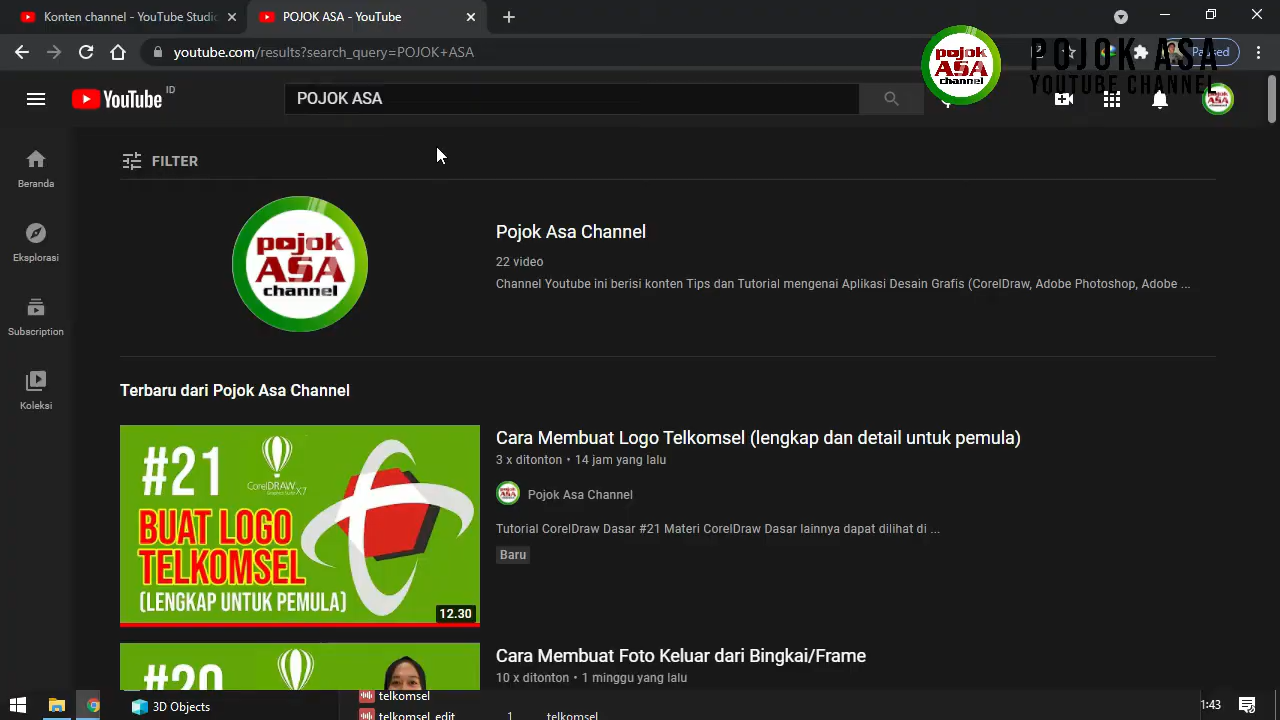 Konten channel - YouTube Studio
POJOK ASA - YouTube
youtube.com/results?search_query=POJOK+ASA
Paused
pojok
ASA
channel
POJOK ASA
YOUTUBE CHANNEL
YouTube
ID
POJOK ASA
Beranda
Eksplorasi
Subscription
Koleksi
FILTER
pojok
ASA
channel
Pojok Asa Channel
22 video
Channel Youtube ini berisi konten Tips dan Tutorial mengenai Aplikasi Desain Grafis (CorelDraw, Adobe Photoshop, Adobe ...
Terbaru dari Pojok Asa Channel
#21
CorelDRAW
X7
BUAT LOGO
TELKOMSEL
(LENGKAP UNTUK PEMULA)
12.30
Cara Membuat Logo Telkomsel (lengkap dan detail untuk pemula)
3 x ditonton • 14 jam yang lalu
Pojok Asa Channel
Tutorial CorelDraw Dasar #21 Materi CorelDraw Dasar lainnya dapat dilihat di ...
Baru
#20
Cara Membuat Foto Keluar dari Bingkai/Frame
10 x ditonton • 1 minggu yang lalu
3D Objects
telkomsel
telkomsel_edit
1
telkomsel
1:43